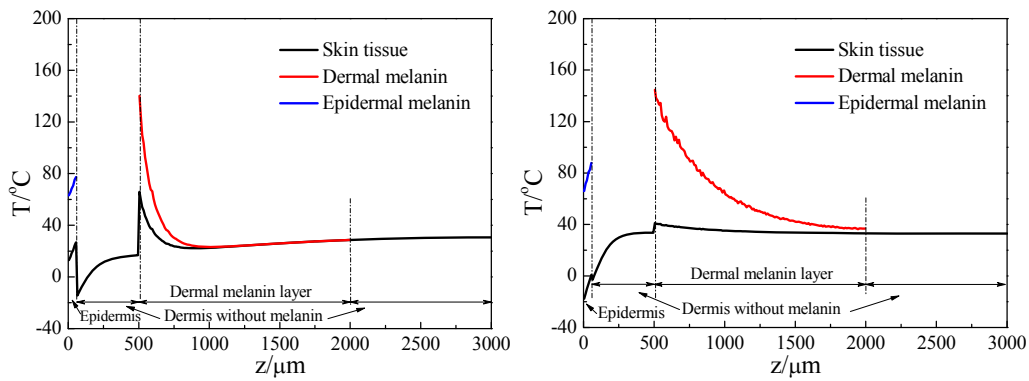 200
160
120
80
40
0
-40
T/°C
Skin tissue
Dermal melanin
Epidermal melanin
Dermal melanin layer
Epidermis
Dermis without melanin
0 500 1000 1500 2000 2500 3000
z/μm
200
160
120
80
40
0
-40
T/°C
Skin tissue
Dermal melanin
Epidermal melanin
Dermal melanin layer
Dermis without melanin
Epidermis
0 500 1000 1500 2000 2500 3000
z/μm